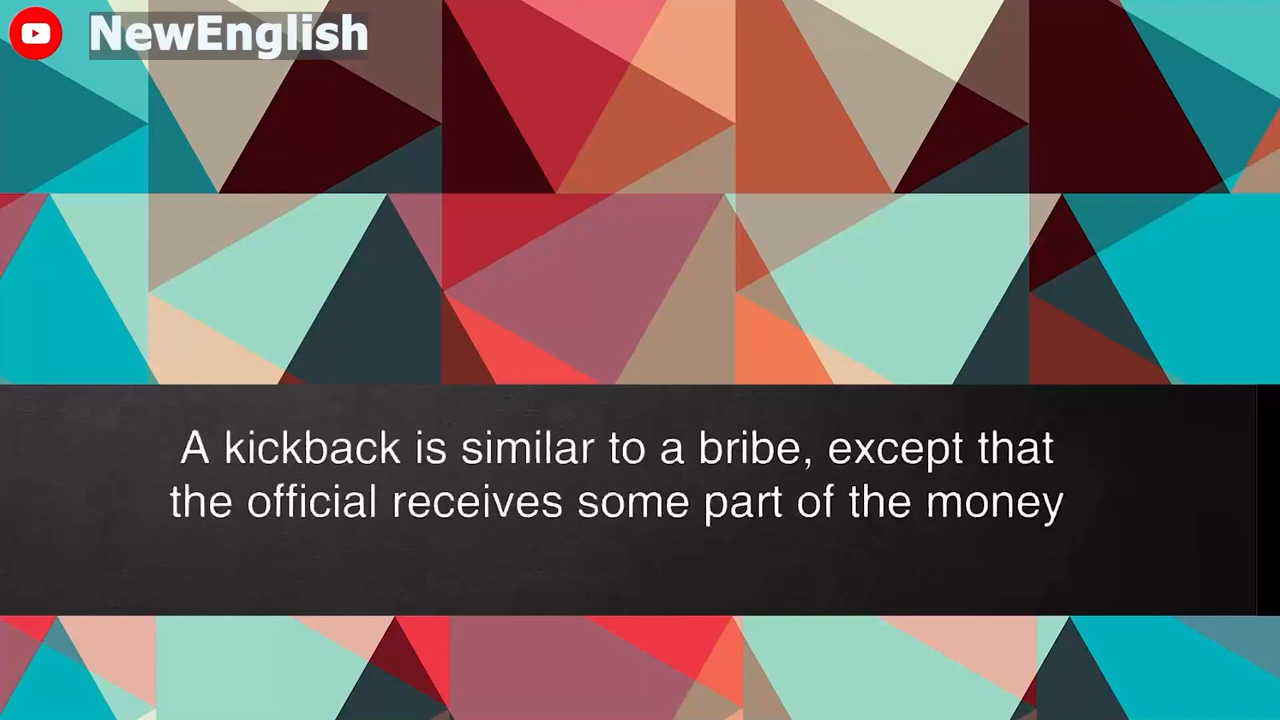 NewEnglish
A kickback is similar to a bribe, except that
the official receives some part of the money